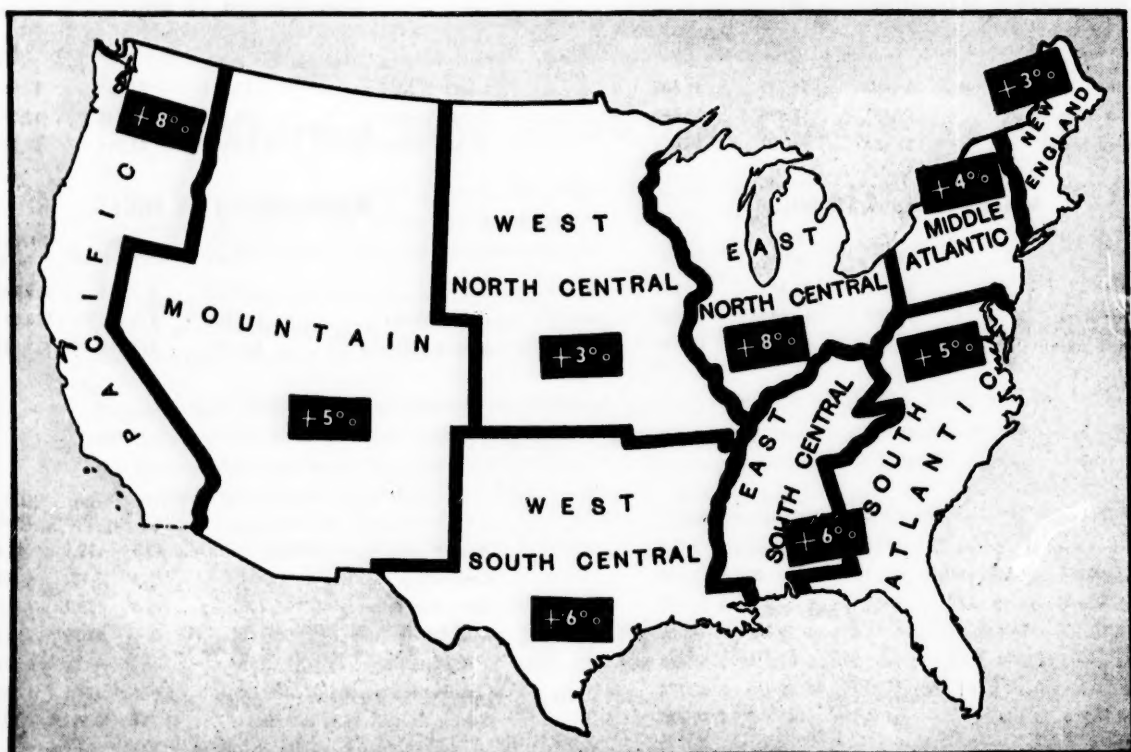 PACIFIC
+8%
MOUNTAIN
+5%
WEST
NORTH CENTRAL
+3%
WEST
SOUTH CENTRAL
+6%
EAST
NORTH CENTRAL
+8%
EAST
SOUTH CENTRAL
+6%
SOUTH
ATLANTIC
+5%
MIDDLE
ATLANTIC
+4%
NEW
ENGLAND
+3%